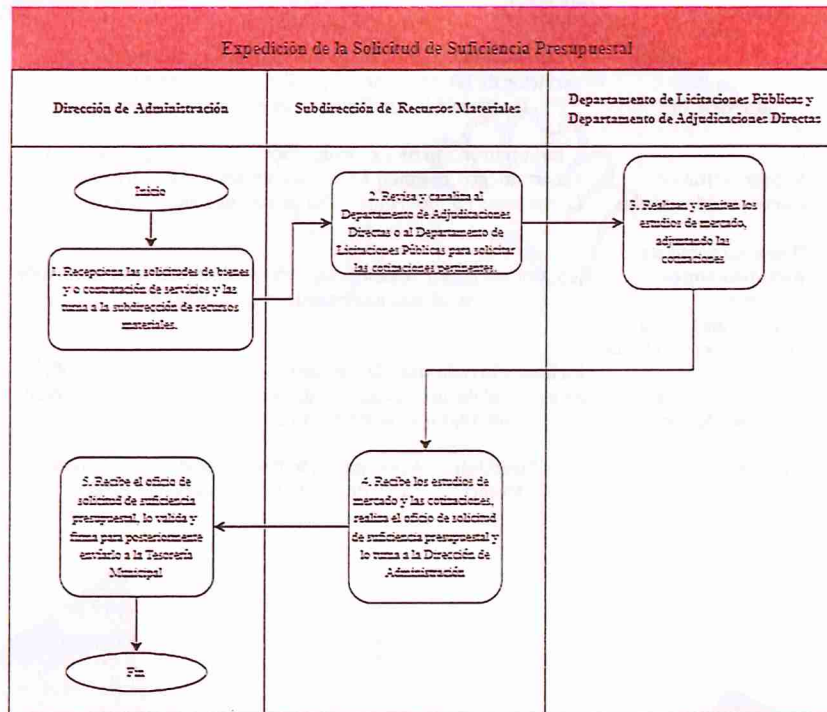 Expedición de la Solicitud de Suficiencia Presupuestal
Dirección de Administración
Subdirección de Recursos Materiales
Departamento de Licitaciones Públicas y
Departamento de Adjudicaciones Directas
Inicio
1. Recepciona las solicitudes de bienes
y o contratación de servicios y las
turna a la subdirección de recursos
materiales.
2. Revisa y canaliza al
Departamento de Adjudicaciones
Directas o al Departamento de
Licitaciones Públicas para solicitar
las cotizaciones pertinentes.
3. Realizan y remiten los
estudios de mercado,
adjuntando las
cotizaciones
4. Recibe los estudios de
mercado y las cotizaciones,
realiza el oficio de solicitud
de suficiencia presupuestal y
lo turna a la Dirección de
Administración
5. Recibe el oficio de
solicitud de suficiencia
presupuestal, lo valida y
firma para posteriormente
enviarlo a la Tesorería
Municipal
Fin